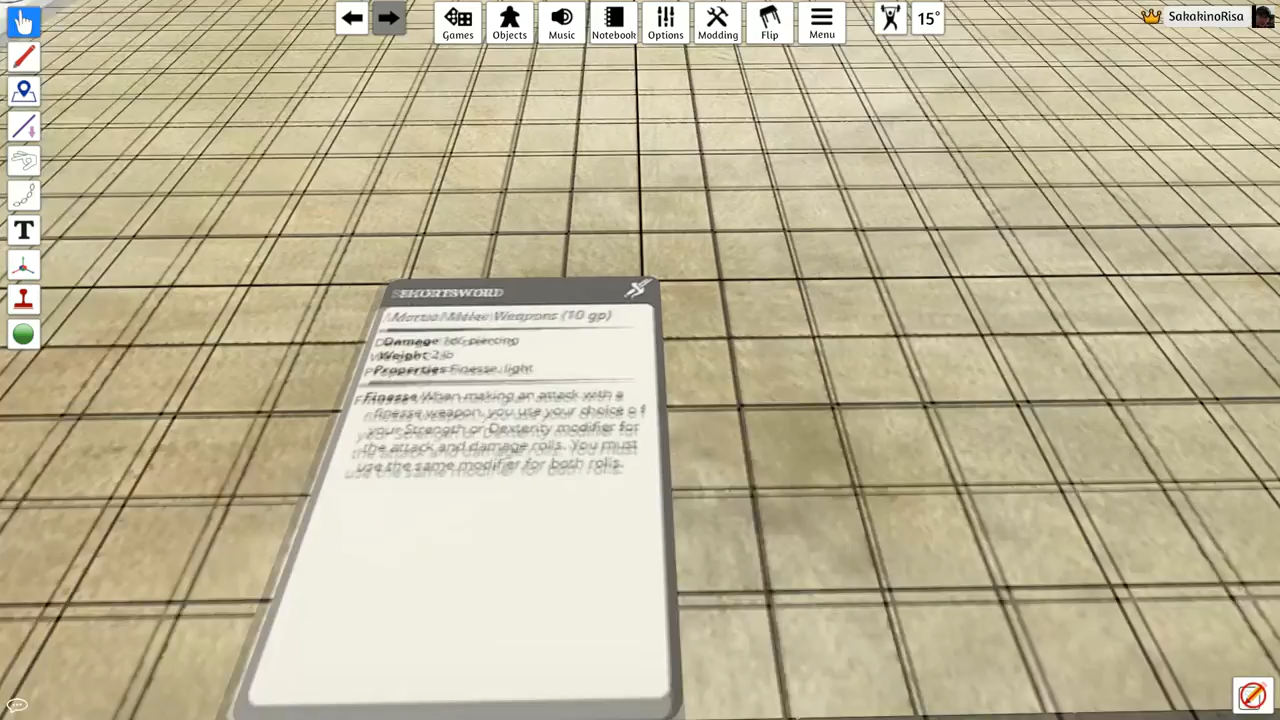 Games
Objects
Music
Notebook
Options
Modding
Flip
Menu
15°
SakakinoRisa
T
SHORTSWORD
Melee Weapons (10 gp)
Damage piercing
Weight 2 lb
Properties Finesse, light
Finesse When making an attack with a
finesse weapon, you use your choice of
your Strength or Dexterity modifier for
the attack and damage rolls. You must
use the same modifier for both rolls.